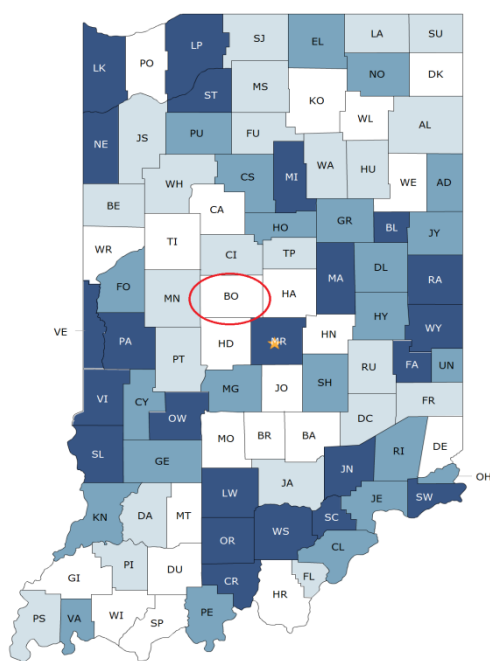 LP SJ EL LA SU
LK PO NO DK
ST MS KO
WL
NE JS PU FU AL
WH CS MI WA HU WE AD
BE CA
TI HO GR BL JY
WR CI TP
FO MN BO HA MA DL RA
VE HN HY WY
PA PT HD MR FA UN
VI CY MG JO SH RU FR
OW DC
SL GE MO BR BA RI DE
JN
OH
KN DA MT LW JA JE SW
SC
OR WS CL
PI DU
GI CR HR FL
PS VA WI SP PE